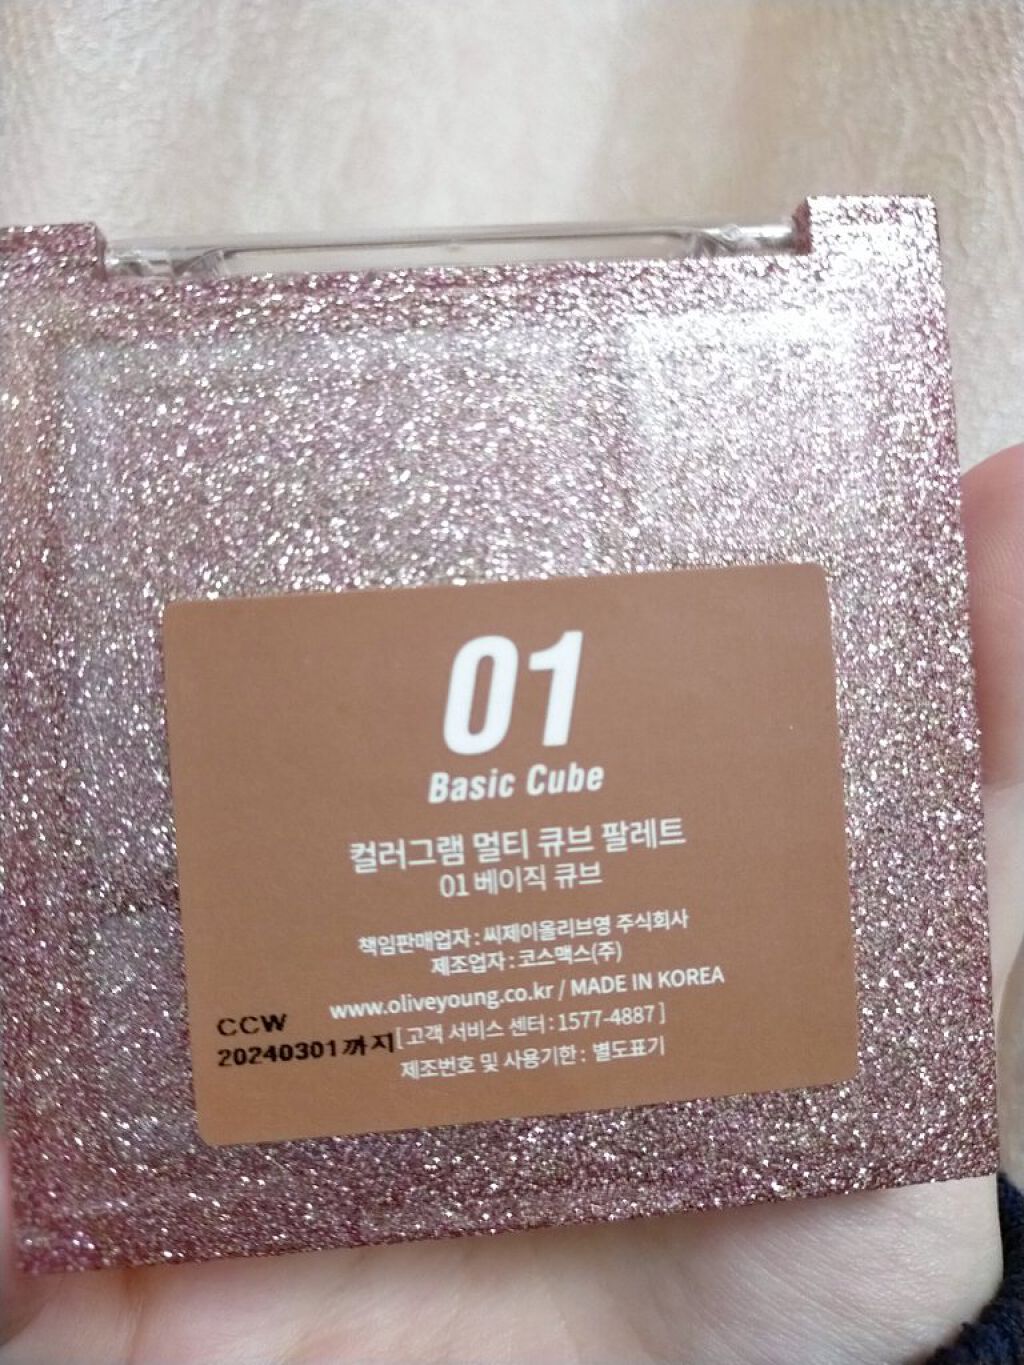 01
Basic Cube
컬러그램 멀티 큐브 팔레트
01 베이직 큐브
책임판매업자 : 씨제이올리브영 주식회사
제조업자 : 코스맥스(주)
www.oliveyoung.co.kr / MADE IN KOREA
[ 고객 서비스 센터 : 1577-4887 ]
제조번호 및 사용기한 : 별도표기
CCW
20240301까지